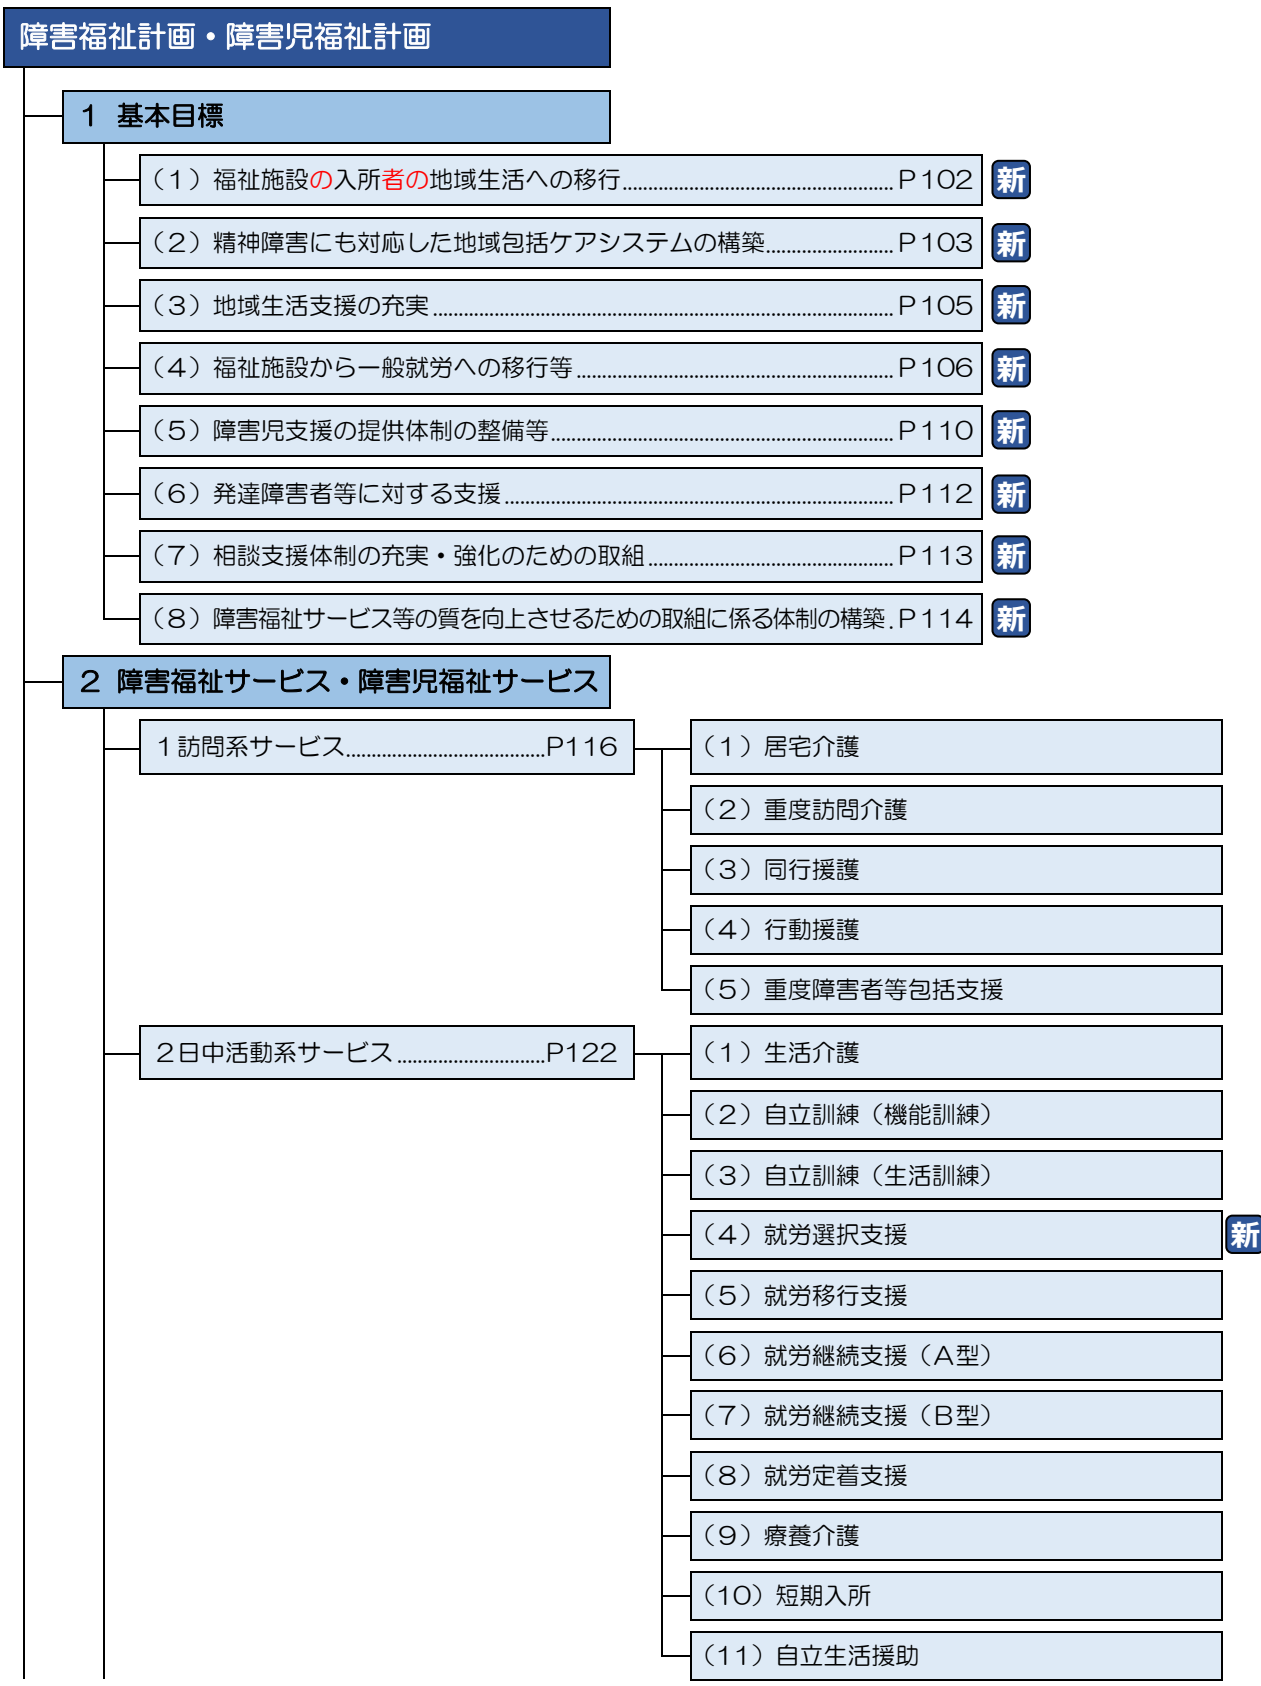 障害福祉計画・障害児福祉計画
１ 基本目標
（１）福祉施設の入所者の地域生活への移行 Ｐ102 新
（２）精神障害にも対応した地域包括ケアシステムの構築 Ｐ103 新
（３）地域生活支援の充実 Ｐ105 新
（４）福祉施設から一般就労への移行等 Ｐ106 新
（５）障害児支援の提供体制の整備等 Ｐ110 新
（６）発達障害者等に対する支援 Ｐ112 新
（７）相談支援体制の充実・強化のための取組 Ｐ113 新
（８）障害福祉サービス等の質を向上させるための取組に係る体制の構築 Ｐ114 新
２ 障害福祉サービス・障害児福祉サービス
１訪問系サービス P116
（１）居宅介護
（２）重度訪問介護
（３）同行援護
（４）行動援護
（５）重度障害者等包括支援
２日中活動系サービス P122
（１）生活介護
（２）自立訓練（機能訓練）
（３）自立訓練（生活訓練）
（４）就労選択支援 新
（５）就労移行支援
（６）就労継続支援（Ａ型）
（７）就労継続支援（Ｂ型）
（８）就労定着支援
（９）療養介護
（10）短期入所
（11）自立生活援助